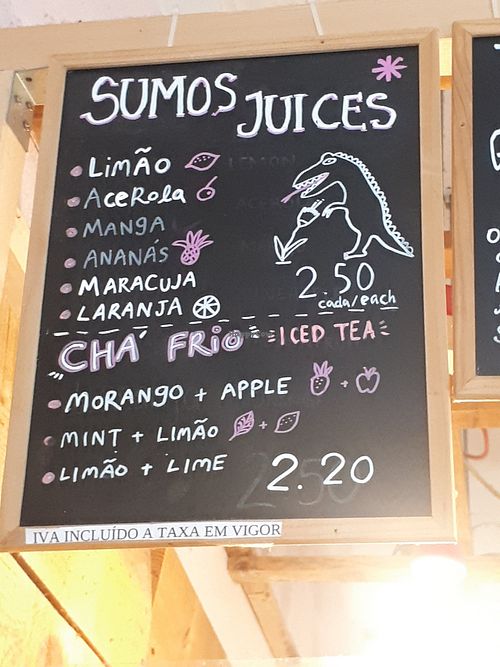 SUMOS JUICES
LIMÃO
ACEROLA
MANGA
ANANÁS
MARACUJA
LARANJA
2.50
cada/each
CHÁ FRIO ICED TEA
MORANGO + APPLE
MINT + LIMÃO
LIMÃO + LIME
2.20
IVA INCLUÍDO A TAXA EM VIGOR